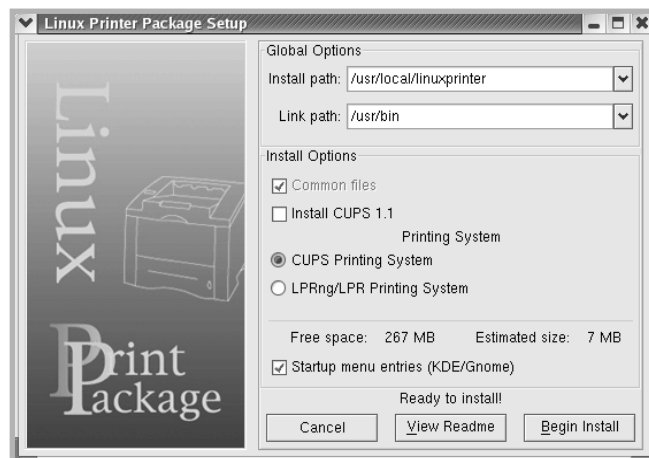 Linux Printer Package Setup
Linux
Print
Package
Global Options
Install path: /usr/local/linuxprinter
Link path: /usr/bin
Install Options
Common files
Install CUPS 1.1
Printing System
CUPS Printing System
LPRng/LPR Printing System
Free space: 267 MB Estimated size: 7 MB
Startup menu entries (KDE/Gnome)
Ready to install!
Cancel View Readme Begin Install